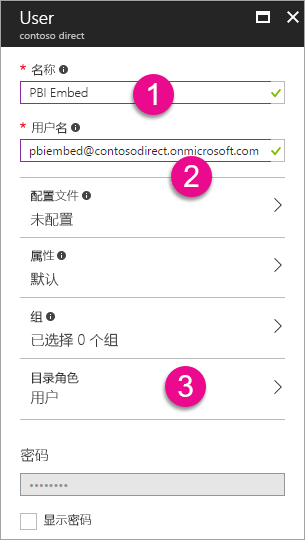 User
contoso direct
* 名称
PBI Embed
1
* 用户名
pbiembed@contosodirect.onmicrosoft.com
2
配置文件
未配置
属性
默认
组
已选择 0 个组
目录角色
用户
3
密码
••••••••
显示密码